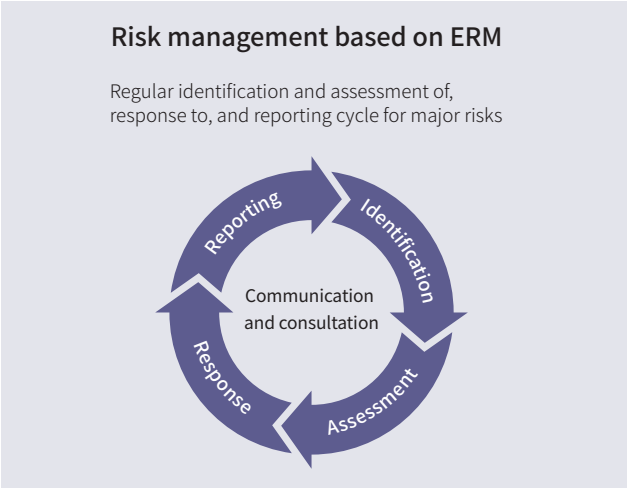 Risk management based on ERM
Regular identification and assessment of,
response to, and reporting cycle for major risks
Reporting
Identification
Communication
and consultation
Response
Assessment